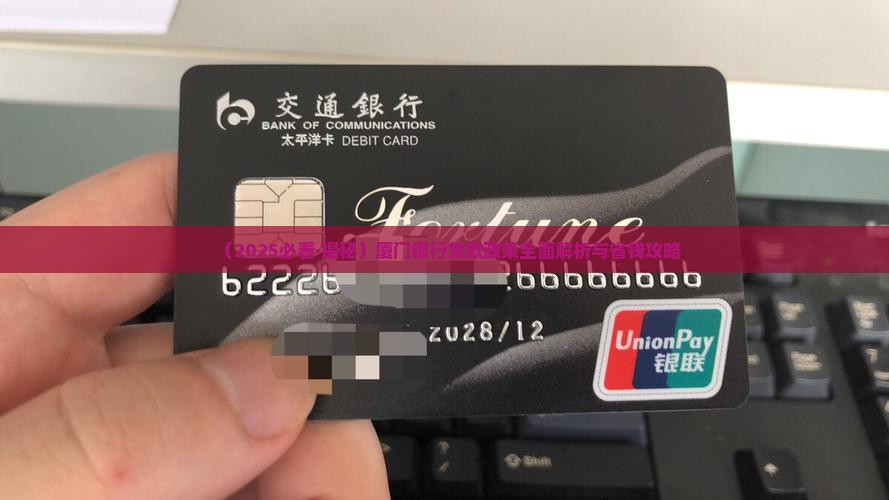 交通銀行
BANK OF COMMUNICATIONS
太平洋卡 DEBIT CARD
Fortune
（2025必看·揭秘）厦门银行贷款政策全面解析与省钱攻略
62226
2028/12
UnionPay
银联
Shift